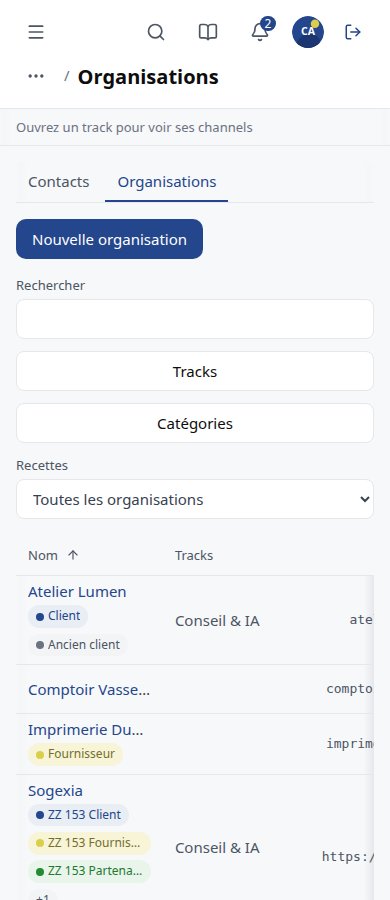 2
CA
... / Organisations
Ouvrez un track pour voir ses channels
Contacts Organisations
Nouvelle organisation
Rechercher
Tracks
Catégories
Recettes
Toutes les organisations
Nom Tracks
Atelier Lumen
Client
Ancien client
Conseil & IA
ate
Comptoir Vasse...
compto
Imprimerie Du...
Fournisseur
imprim
Sogexia
ZZ 153 Client
ZZ 153 Fournis...
ZZ 153 Partena...
+1
Conseil & IA
https:/